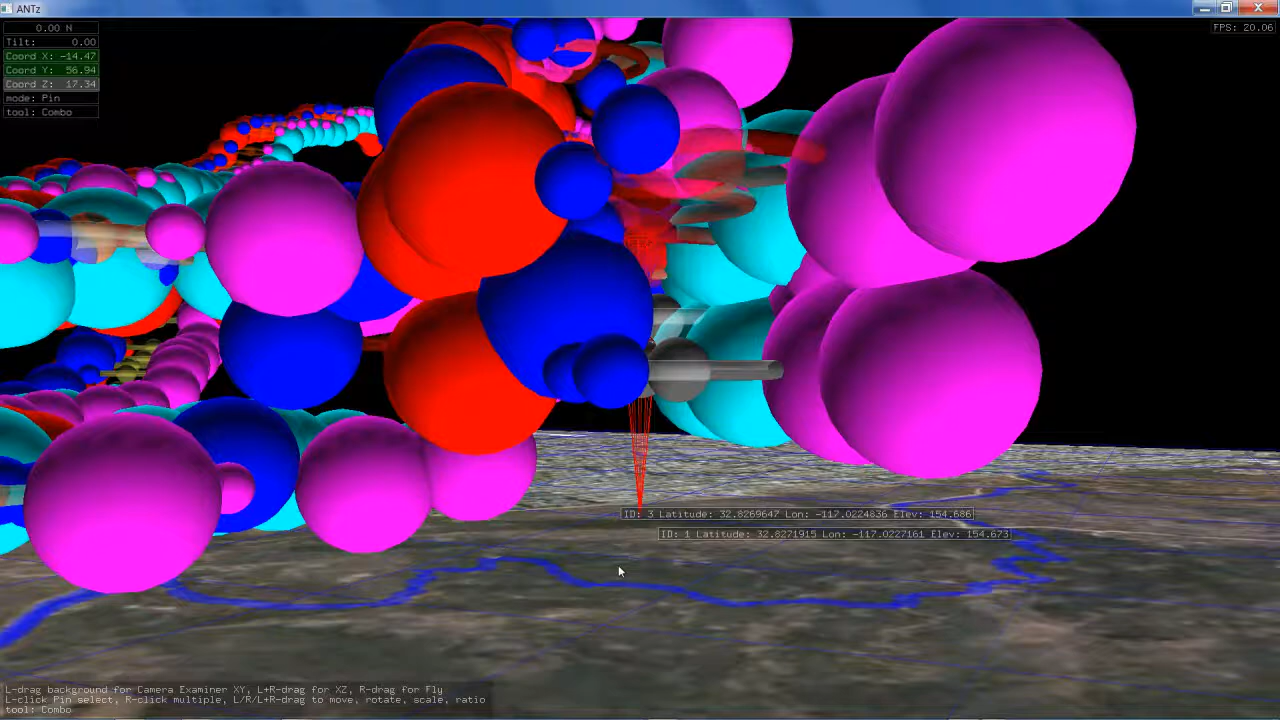 ANTz
0.00 N
Tilt: 0.00
Coord X: -14.47
Coord Y: 56.94
Coord Z: 17.34
mode: Pin
tool: Combo
FPS: 20.06
ID: 3 Latitude: 32.8269647 Lon: -117.0224836 Elev: 154.686
ID: 1 Latitude: 32.8271915 Lon: -117.0227161 Elev: 154.673
L-drag background for Camera Examiner XY, L+R-drag for XZ, R-drag for Fly
L-click Pin select, R-click multiple, L/R/L+R-drag to move, rotate, scale, ratio
tool: Combo